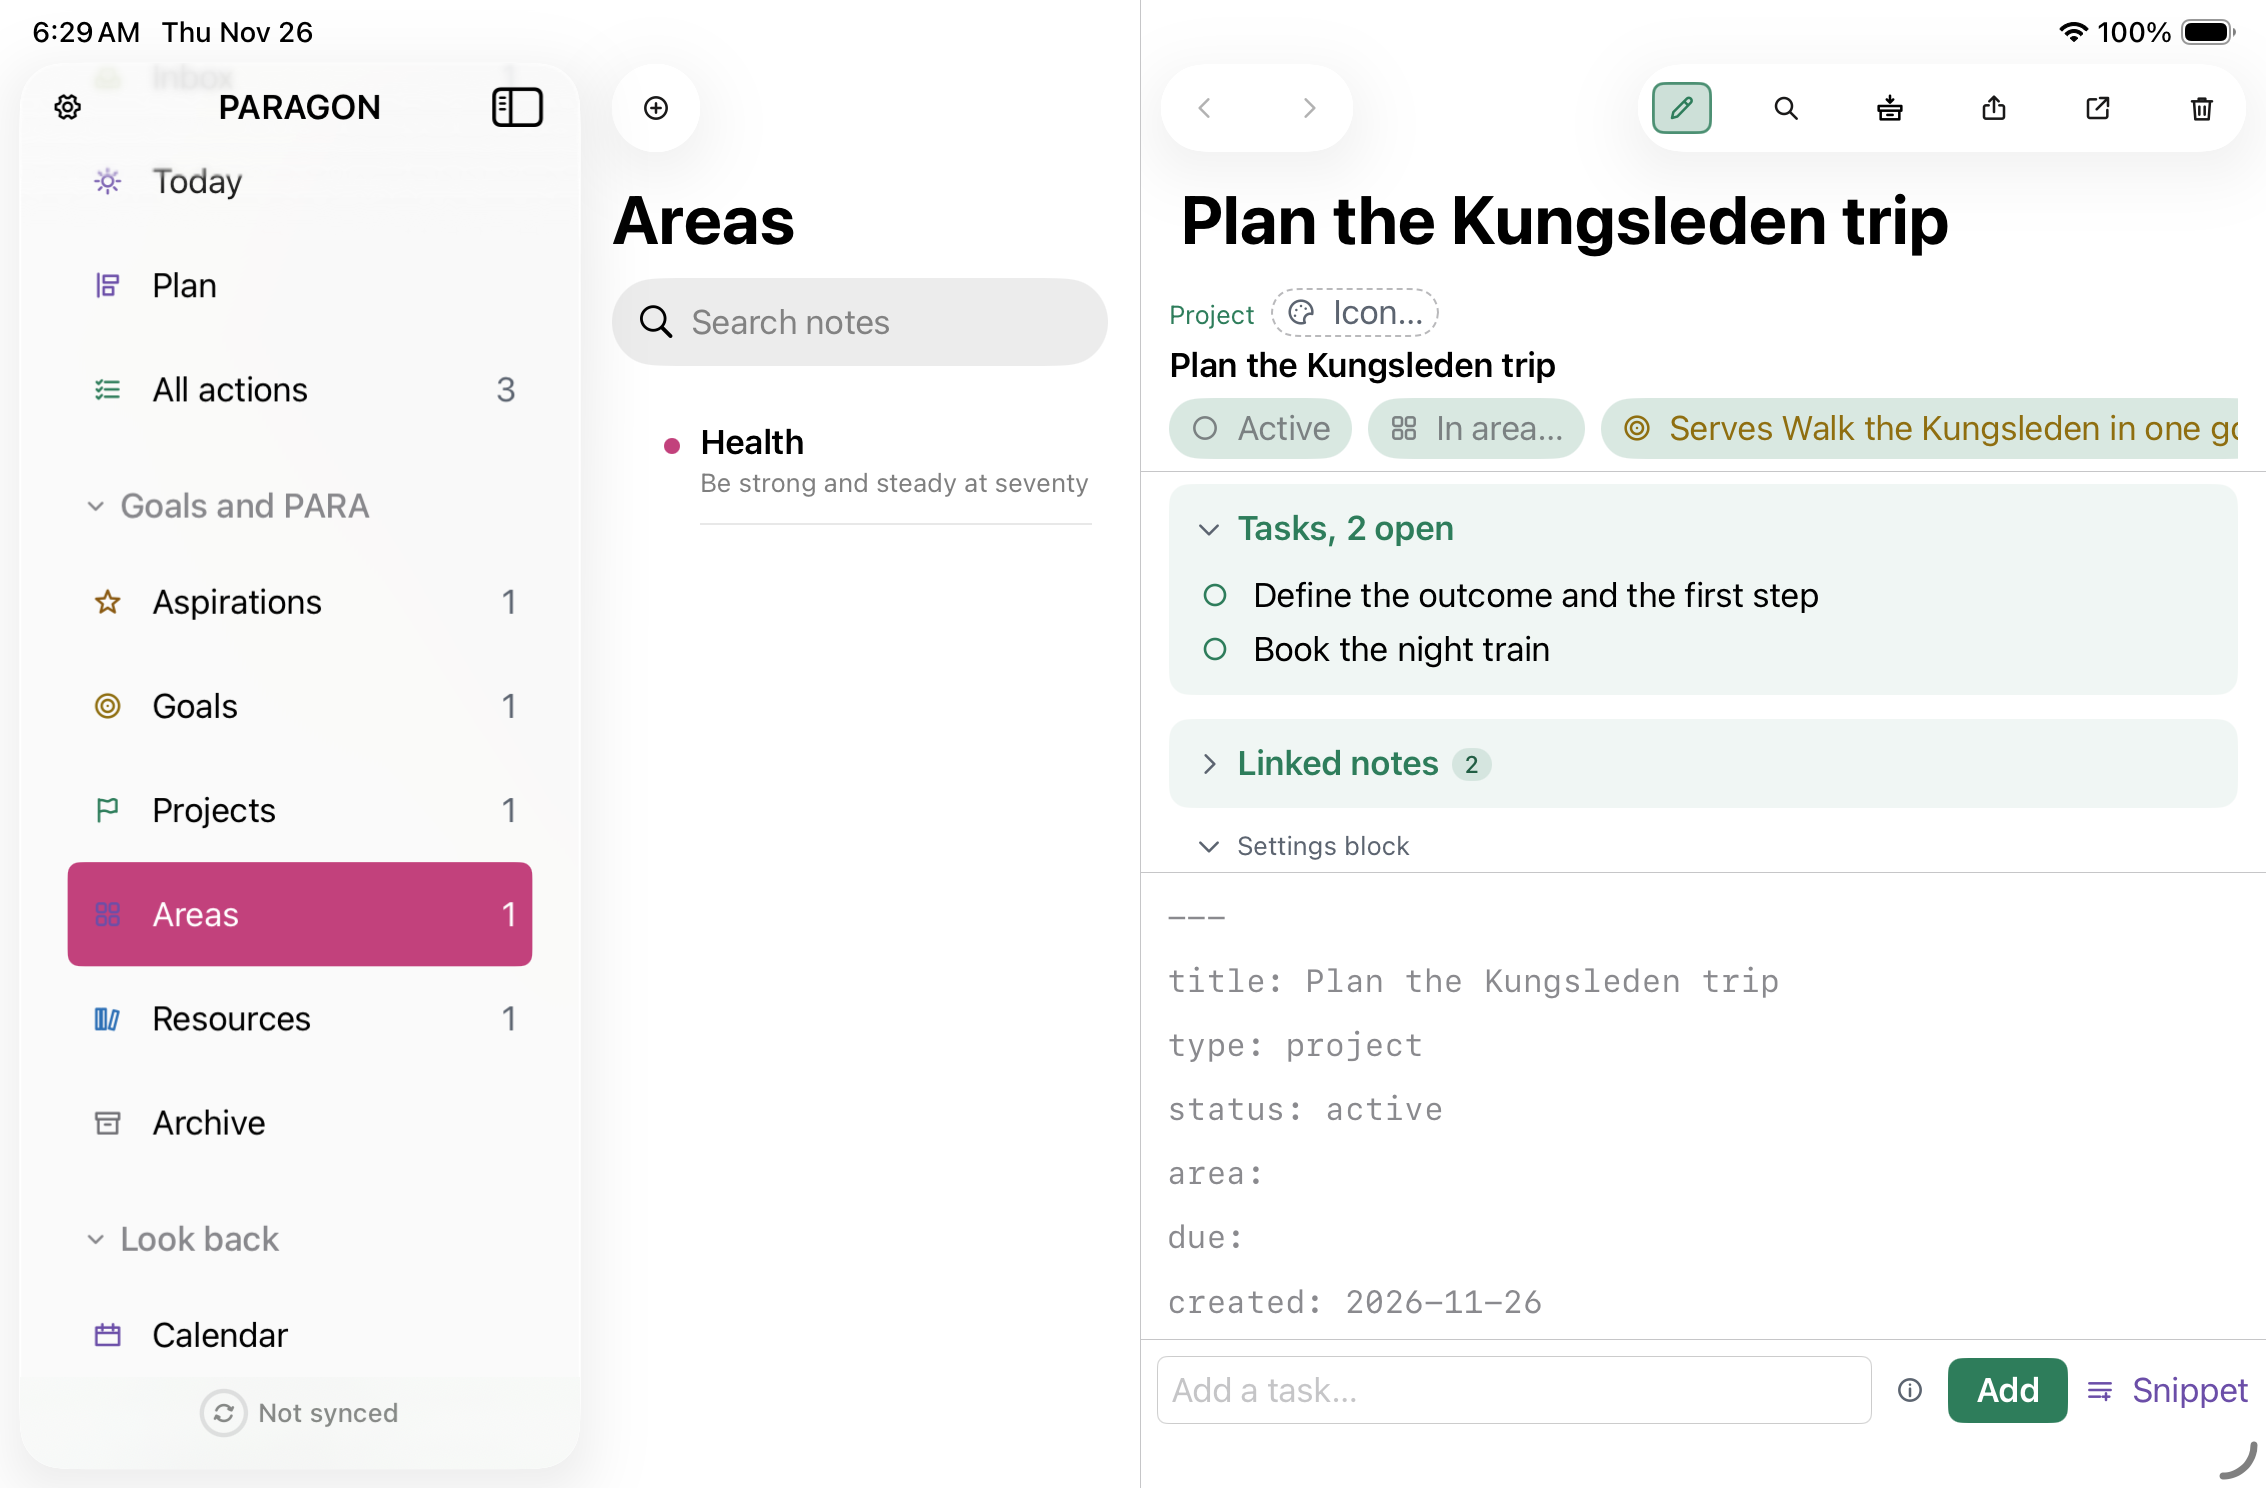 6:29 AM Thu Nov 26
100%
Inbox 1
PARAGON
Today
Plan
All actions 3
Goals and PARA
Aspirations 1
Goals 1
Projects 1
Areas 1
Resources 1
Archive
Look back
Calendar
Not synced
Areas
Search notes
Health
Be strong and steady at seventy
Plan the Kungsleden trip
Project Icon...
Plan the Kungsleden trip
Active In area... Serves Walk the Kungsleden in one go
Tasks, 2 open
Define the outcome and the first step
Book the night train
Linked notes 2
Settings block
---
title: Plan the Kungsleden trip
type: project
status: active
area:
due:
created: 2026-11-26
Add a task...
Add Snippet